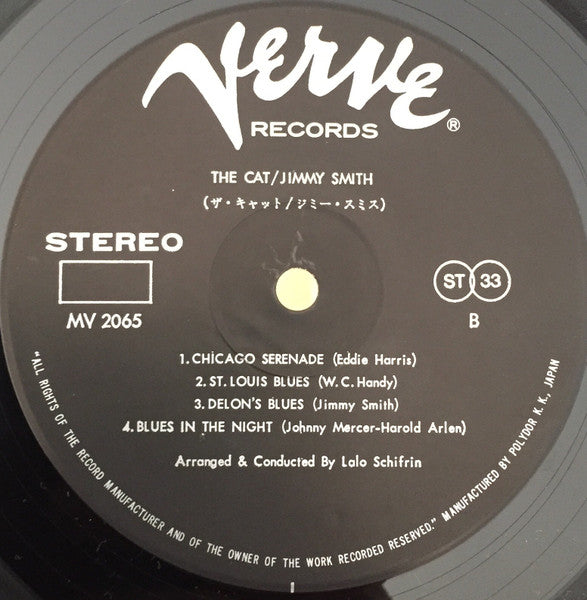 Verve®
RECORDS
THE CAT/JIMMY SMITH
(ザ・キャット/ジミー・スミス)
STEREO
ST 33
MV 2065
B
1.CHICAGO SERENADE (Eddie Harris)
2.ST. LOUIS BLUES (W.C.Handy)
3.DELON'S BLUES (Jimmy Smith)
4.BLUES IN THE NIGHT (Johnny Mercer-Harold Arlen)
Arranged & Conducted By Lalo Schifrin
"ALL RIGHTS OF THE RECORD MANUFACTURER AND OF THE OWNER OF THE WORK RECORDED RESERVED." MANUFACTURED BY POLYDOR K. K., JAPAN